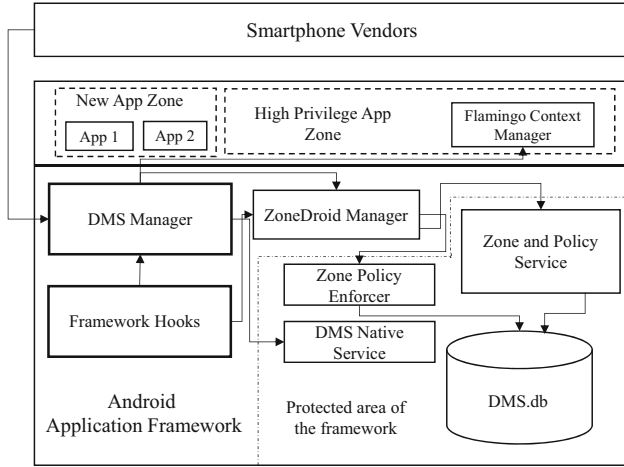 Smartphone Vendors
New App Zone
App 1
App 2
High Privilege App
Zone
Flamingo Context
Manager
DMS Manager
ZoneDroid Manager
Zone and Policy
Service
Zone Policy
Enforcer
Framework Hooks
DMS Native
Service
DMS.db
Android
Application Framework
Protected area of
the framework